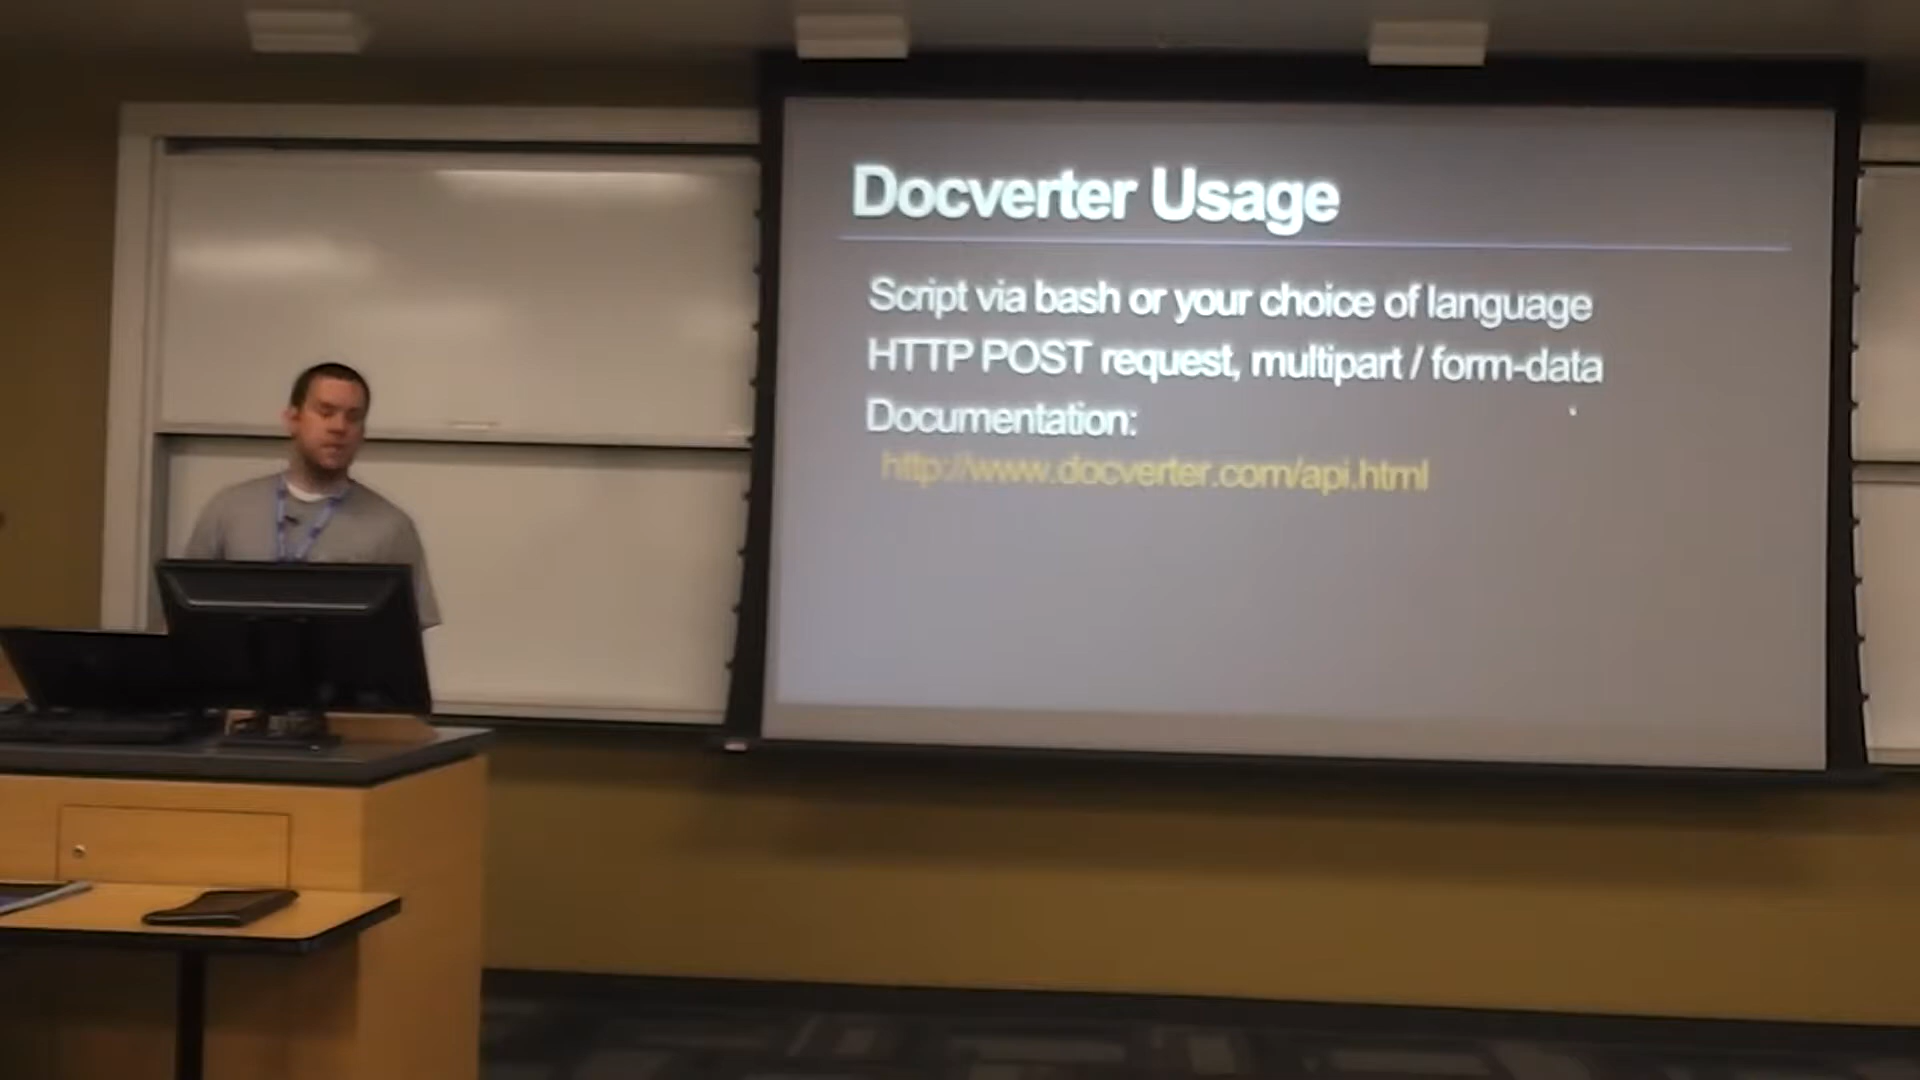 Docverter Usage
Script via bash or your choice of language
HTTP POST request, multipart / form-data
Documentation:
http://www.docverter.com/api.html